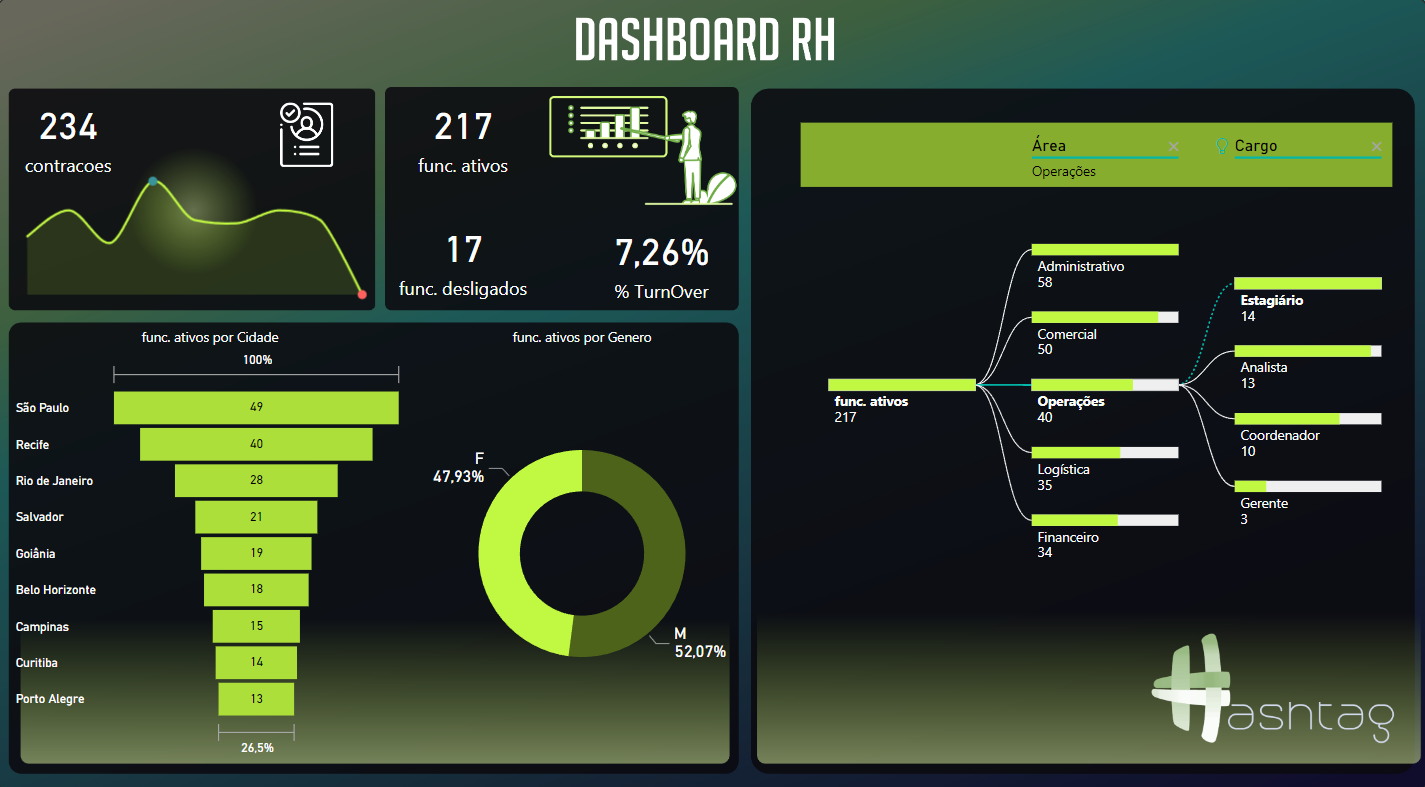 DASHBOARD RH
234
contracoes
217
func. ativos
17
func. desligados
7,26%
% TurnOver
func. ativos por Cidade
100%
São Paulo
49
Recife
40
Rio de Janeiro
28
Salvador
21
Goiânia
19
Belo Horizonte
18
Campinas
15
Curitiba
14
Porto Alegre
13
26,5%
func. ativos por Genero
F
47,93%
M
52,07%
Área
Operações
Cargo
func. ativos
217
Administrativo
58
Comercial
50
Operações
40
Logística
35
Financeiro
34
Estagiário
14
Analista
13
Coordenador
10
Gerente
3
Hashtag